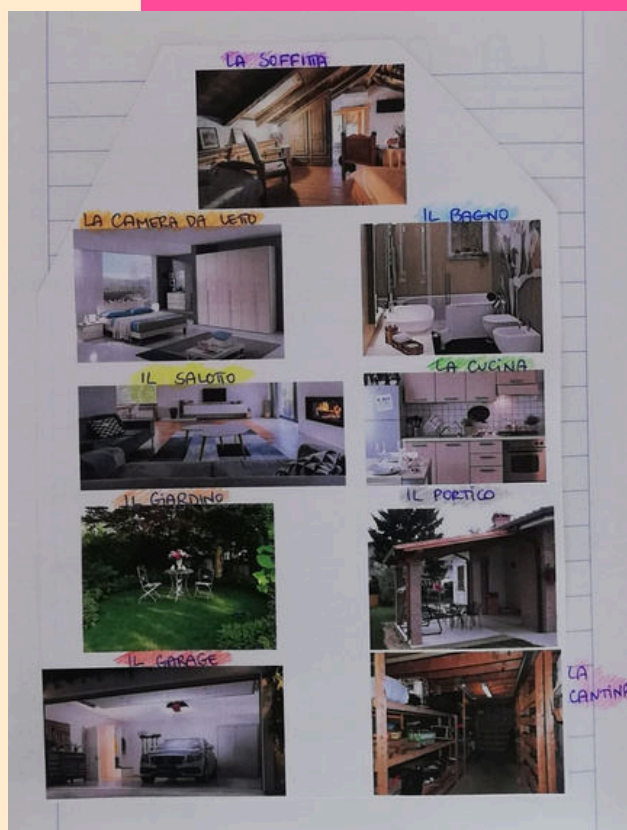 LA SOFFITTA
LA CAMERA DA LETTO
IL BAGNO
IL SALOTTO
LA CUCINA
IL GIARDINO
IL PORTICO
IL GARAGE
LA
CANTINA